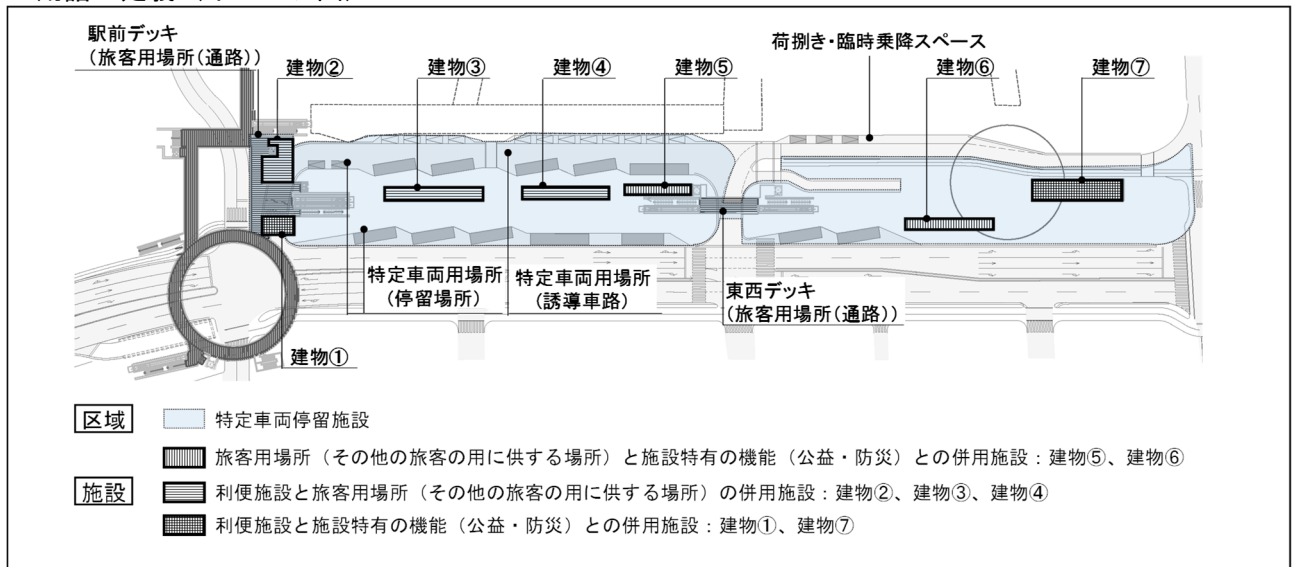 駅前デッキ
(旅客用場所(通路))
荷捌き・臨時乗降スペース
建物②
建物③
建物④
建物⑤
建物⑥
建物⑦
特定車両用場所
(停留場所)
特定車両用場所
(誘導車路)
東西デッキ
(旅客用場所(通路))
建物①
区域 特定車両停留施設
旅客用場所(その他の旅客の用に供する場所)と施設特有の機能(公益・防災)との併用施設:建物⑤、建物⑥
施設 利便施設と旅客用場所(その他の旅客の用に供する場所)の併用施設:建物②、建物③、建物④
利便施設と施設特有の機能(公益・防災)との併用施設:建物①、建物⑦